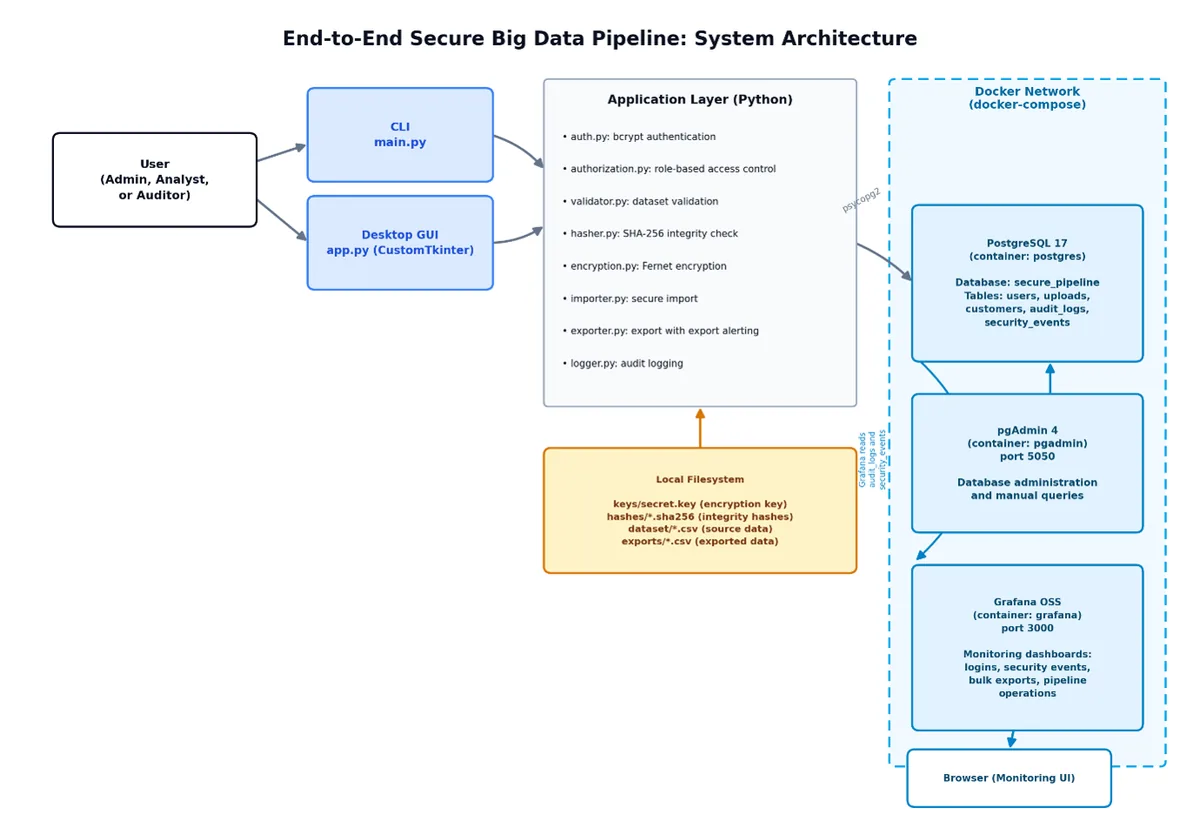 End-to-End Secure Big Data Pipeline: System Architecture
User
(Admin, Analyst,
or Auditor)
CLI
main.py
Desktop GUI
app.py (CustomTkinter)
Application Layer (Python)
• auth.py: bcrypt authentication
• authorization.py: role-based access control
• validator.py: dataset validation
• hasher.py: SHA-256 integrity check
• encryption.py: Fernet encryption
• importer.py: secure import
• exporter.py: export with export alerting
• logger.py: audit logging
Local Filesystem
keys/secret.key (encryption key)
hashes/*.sha256 (integrity hashes)
dataset/*.csv (source data)
exports/*.csv (exported data)
psycopg2
Grafana reads
audit_logs and
security_events
Docker Network
(docker-compose)
PostgreSQL 17
(container: postgres)
Database: secure_pipeline
Tables: users, uploads,
customers, audit_logs,
security_events
pgAdmin 4
(container: pgadmin)
port 5050
Database administration
and manual queries
Grafana OSS
(container: grafana)
port 3000
Monitoring dashboards:
logins, security events,
bulk exports, pipeline
operations
Browser (Monitoring UI)